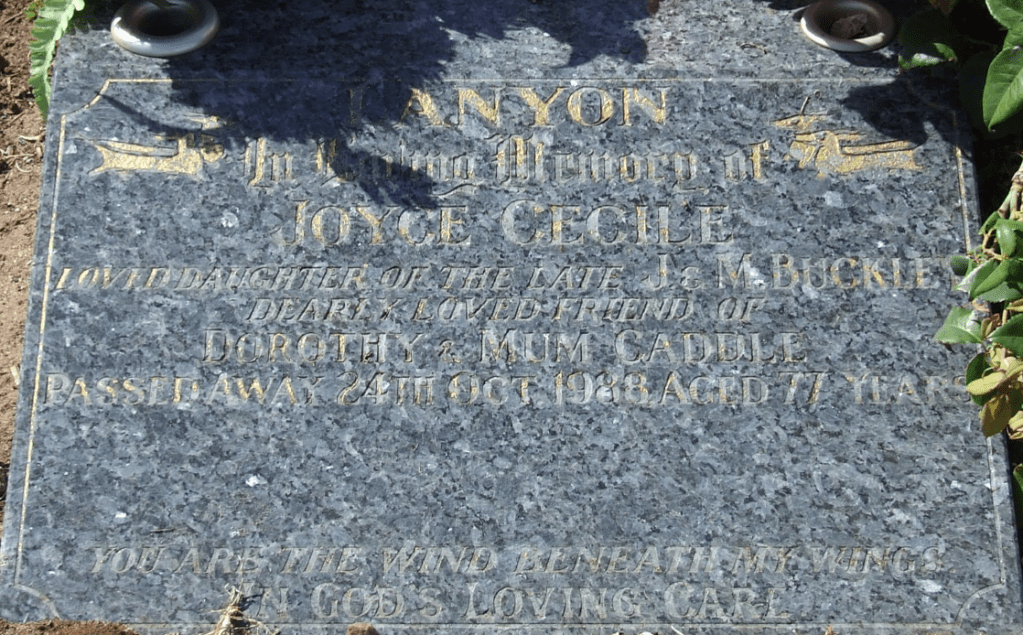 LANYON
In Loving Memory of
JOYCE CECILE
LOVED DAUGHTER OF THE LATE J & M BUCKLEY
DEARLY LOVED FRIEND OF
DOROTHY & MUM CADDLE
PASSED AWAY 24TH OCT 1988, AGED 77 YEARS
YOU ARE THE WIND BENEATH MY WINGS
IN GOD'S LOVING CARE